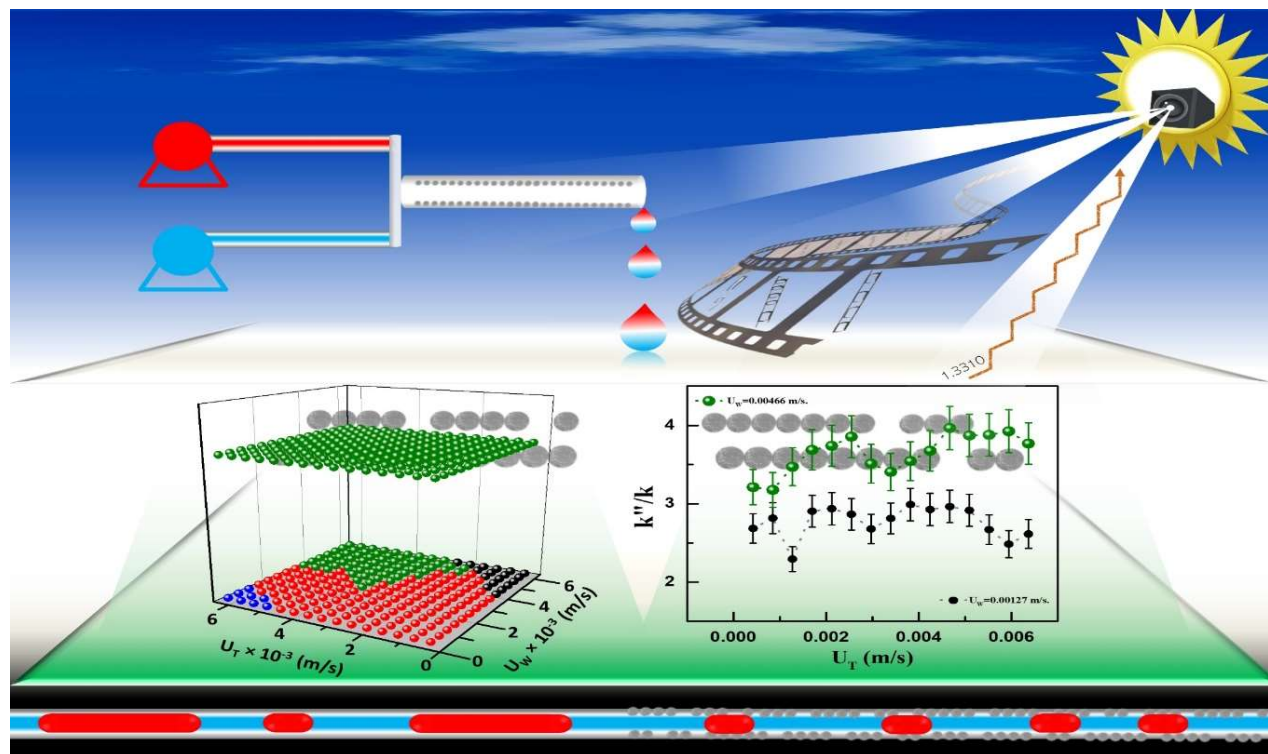 1.3310
6
4
2
0
U_T × 10⁻³ (m/s)
0
2
4
6
U_W × 10⁻³ (m/s)
U_W=0.00466 m/s.
4
3
2
k''/k
U_W=0.00127 m/s.
0.000 0.002 0.004 0.006
U_T (m/s)